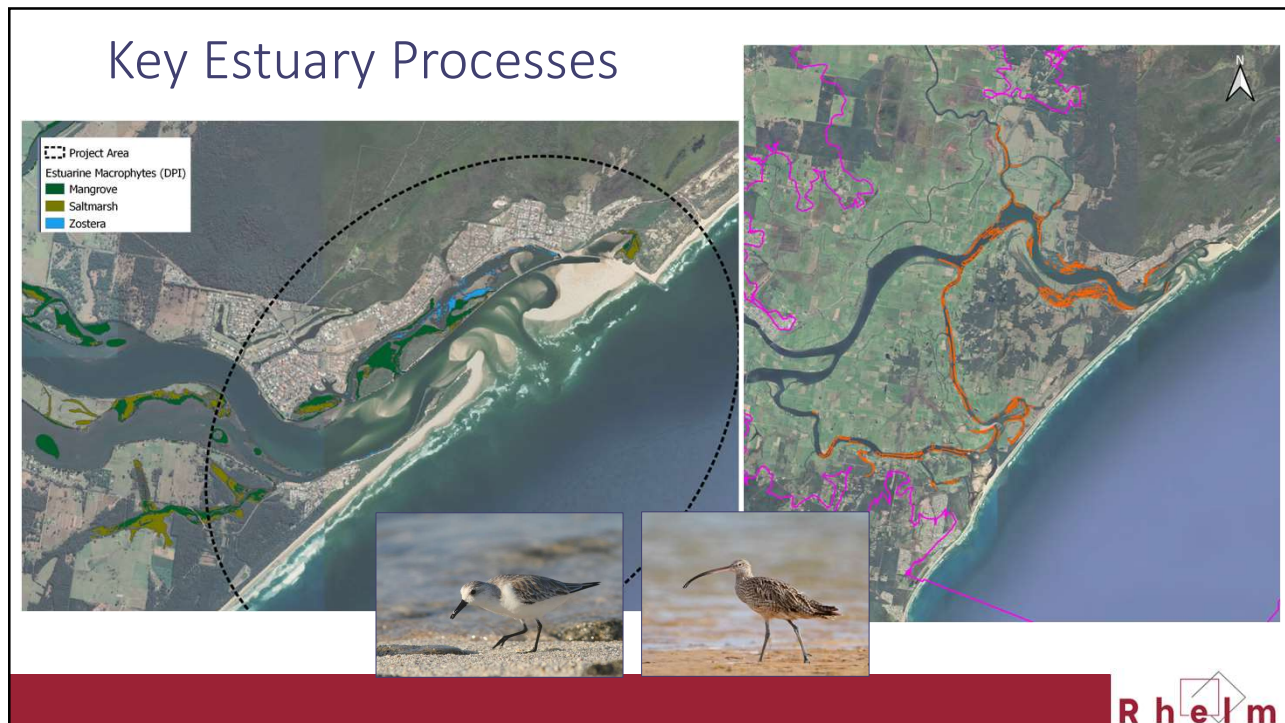 Key Estuary Processes
Project Area
Estuarine Macrophytes (DPI)
Mangrove
Saltmarsh
Zostera
N
Rhelm